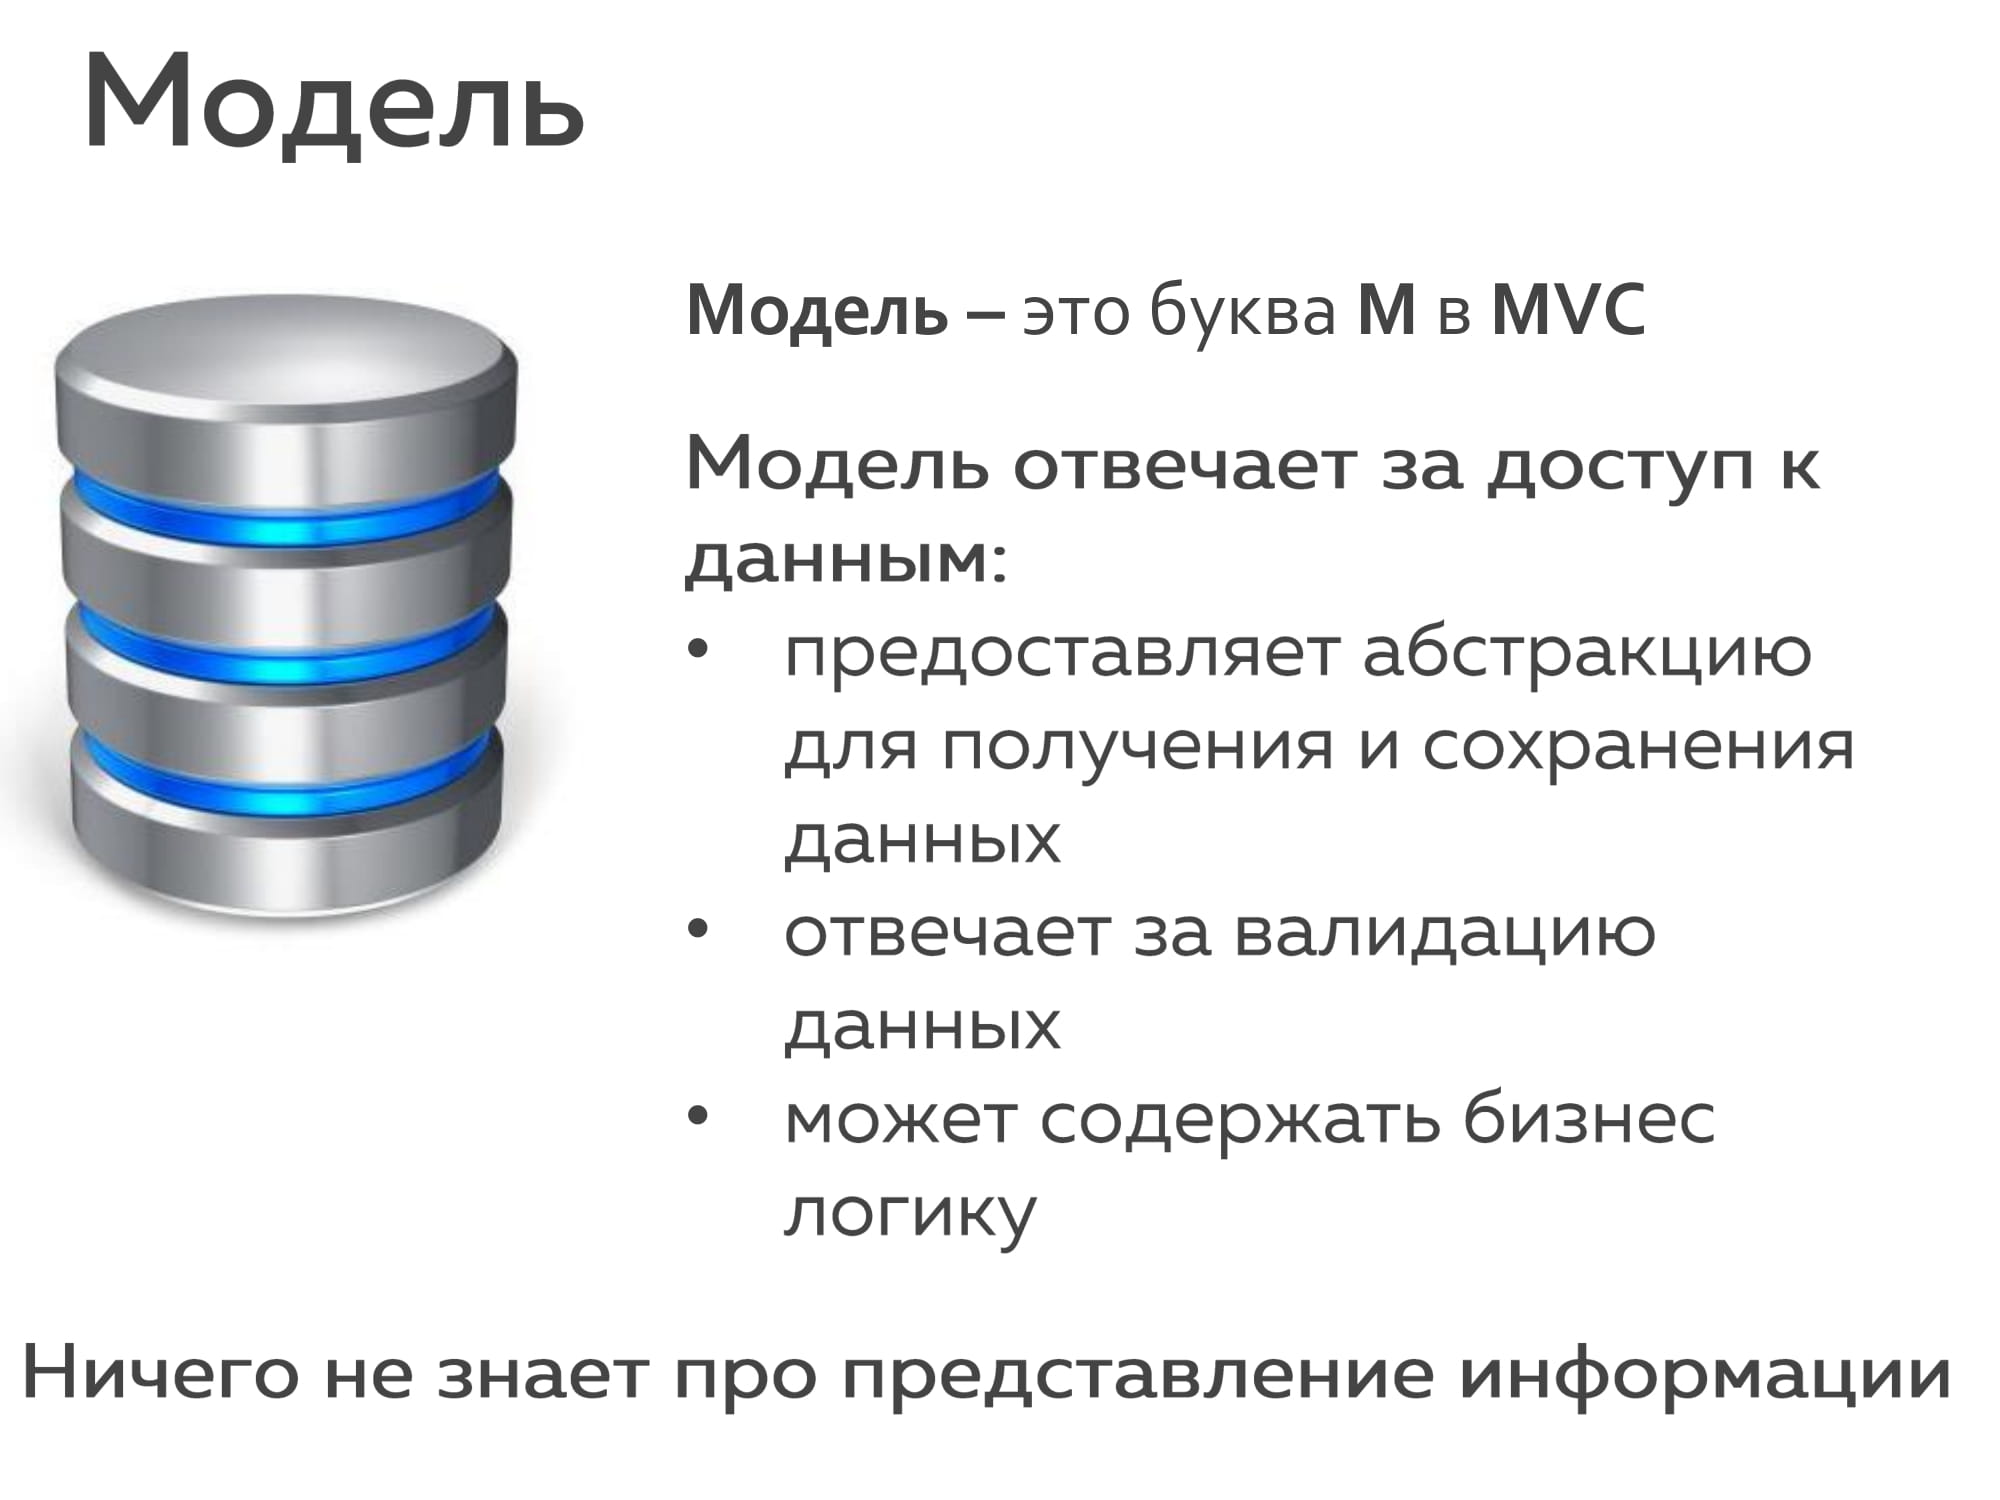 Модель
Модель – это буква М в MVC
Модель отвечает за доступ к
данным:
• предоставляет абстракцию
для получения и сохранения
данных
• отвечает за валидацию
данных
• может содержать бизнес
логику
Ничего не знает про представление информации